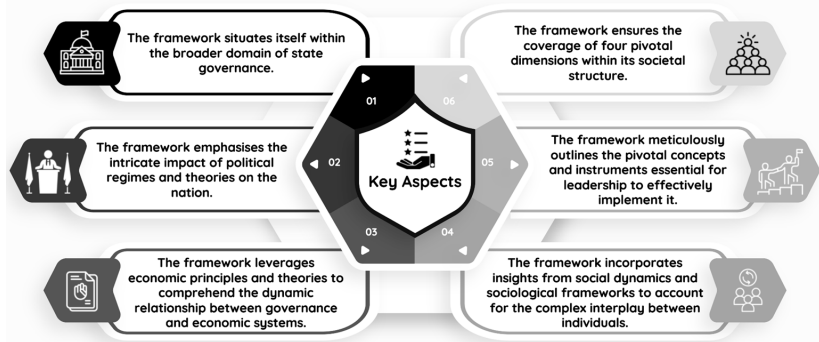 The framework situates itself within
the broader domain of state
governance.
The framework emphasises the
intricate impact of political
regimes and theories on the
nation.
The framework leverages
economic principles and theories to
comprehend the dynamic
relationship between governance
and economic systems.
01
02
03
04
05
06
Key Aspects
The framework ensures the
coverage of four pivotal
dimensions within its societal
structure.
The framework meticulously
outlines the pivotal concepts
and instruments essential for
leadership to effectively
implement it.
The framework incorporates
insights from social dynamics and
sociological frameworks to account
for the complex interplay between
individuals.